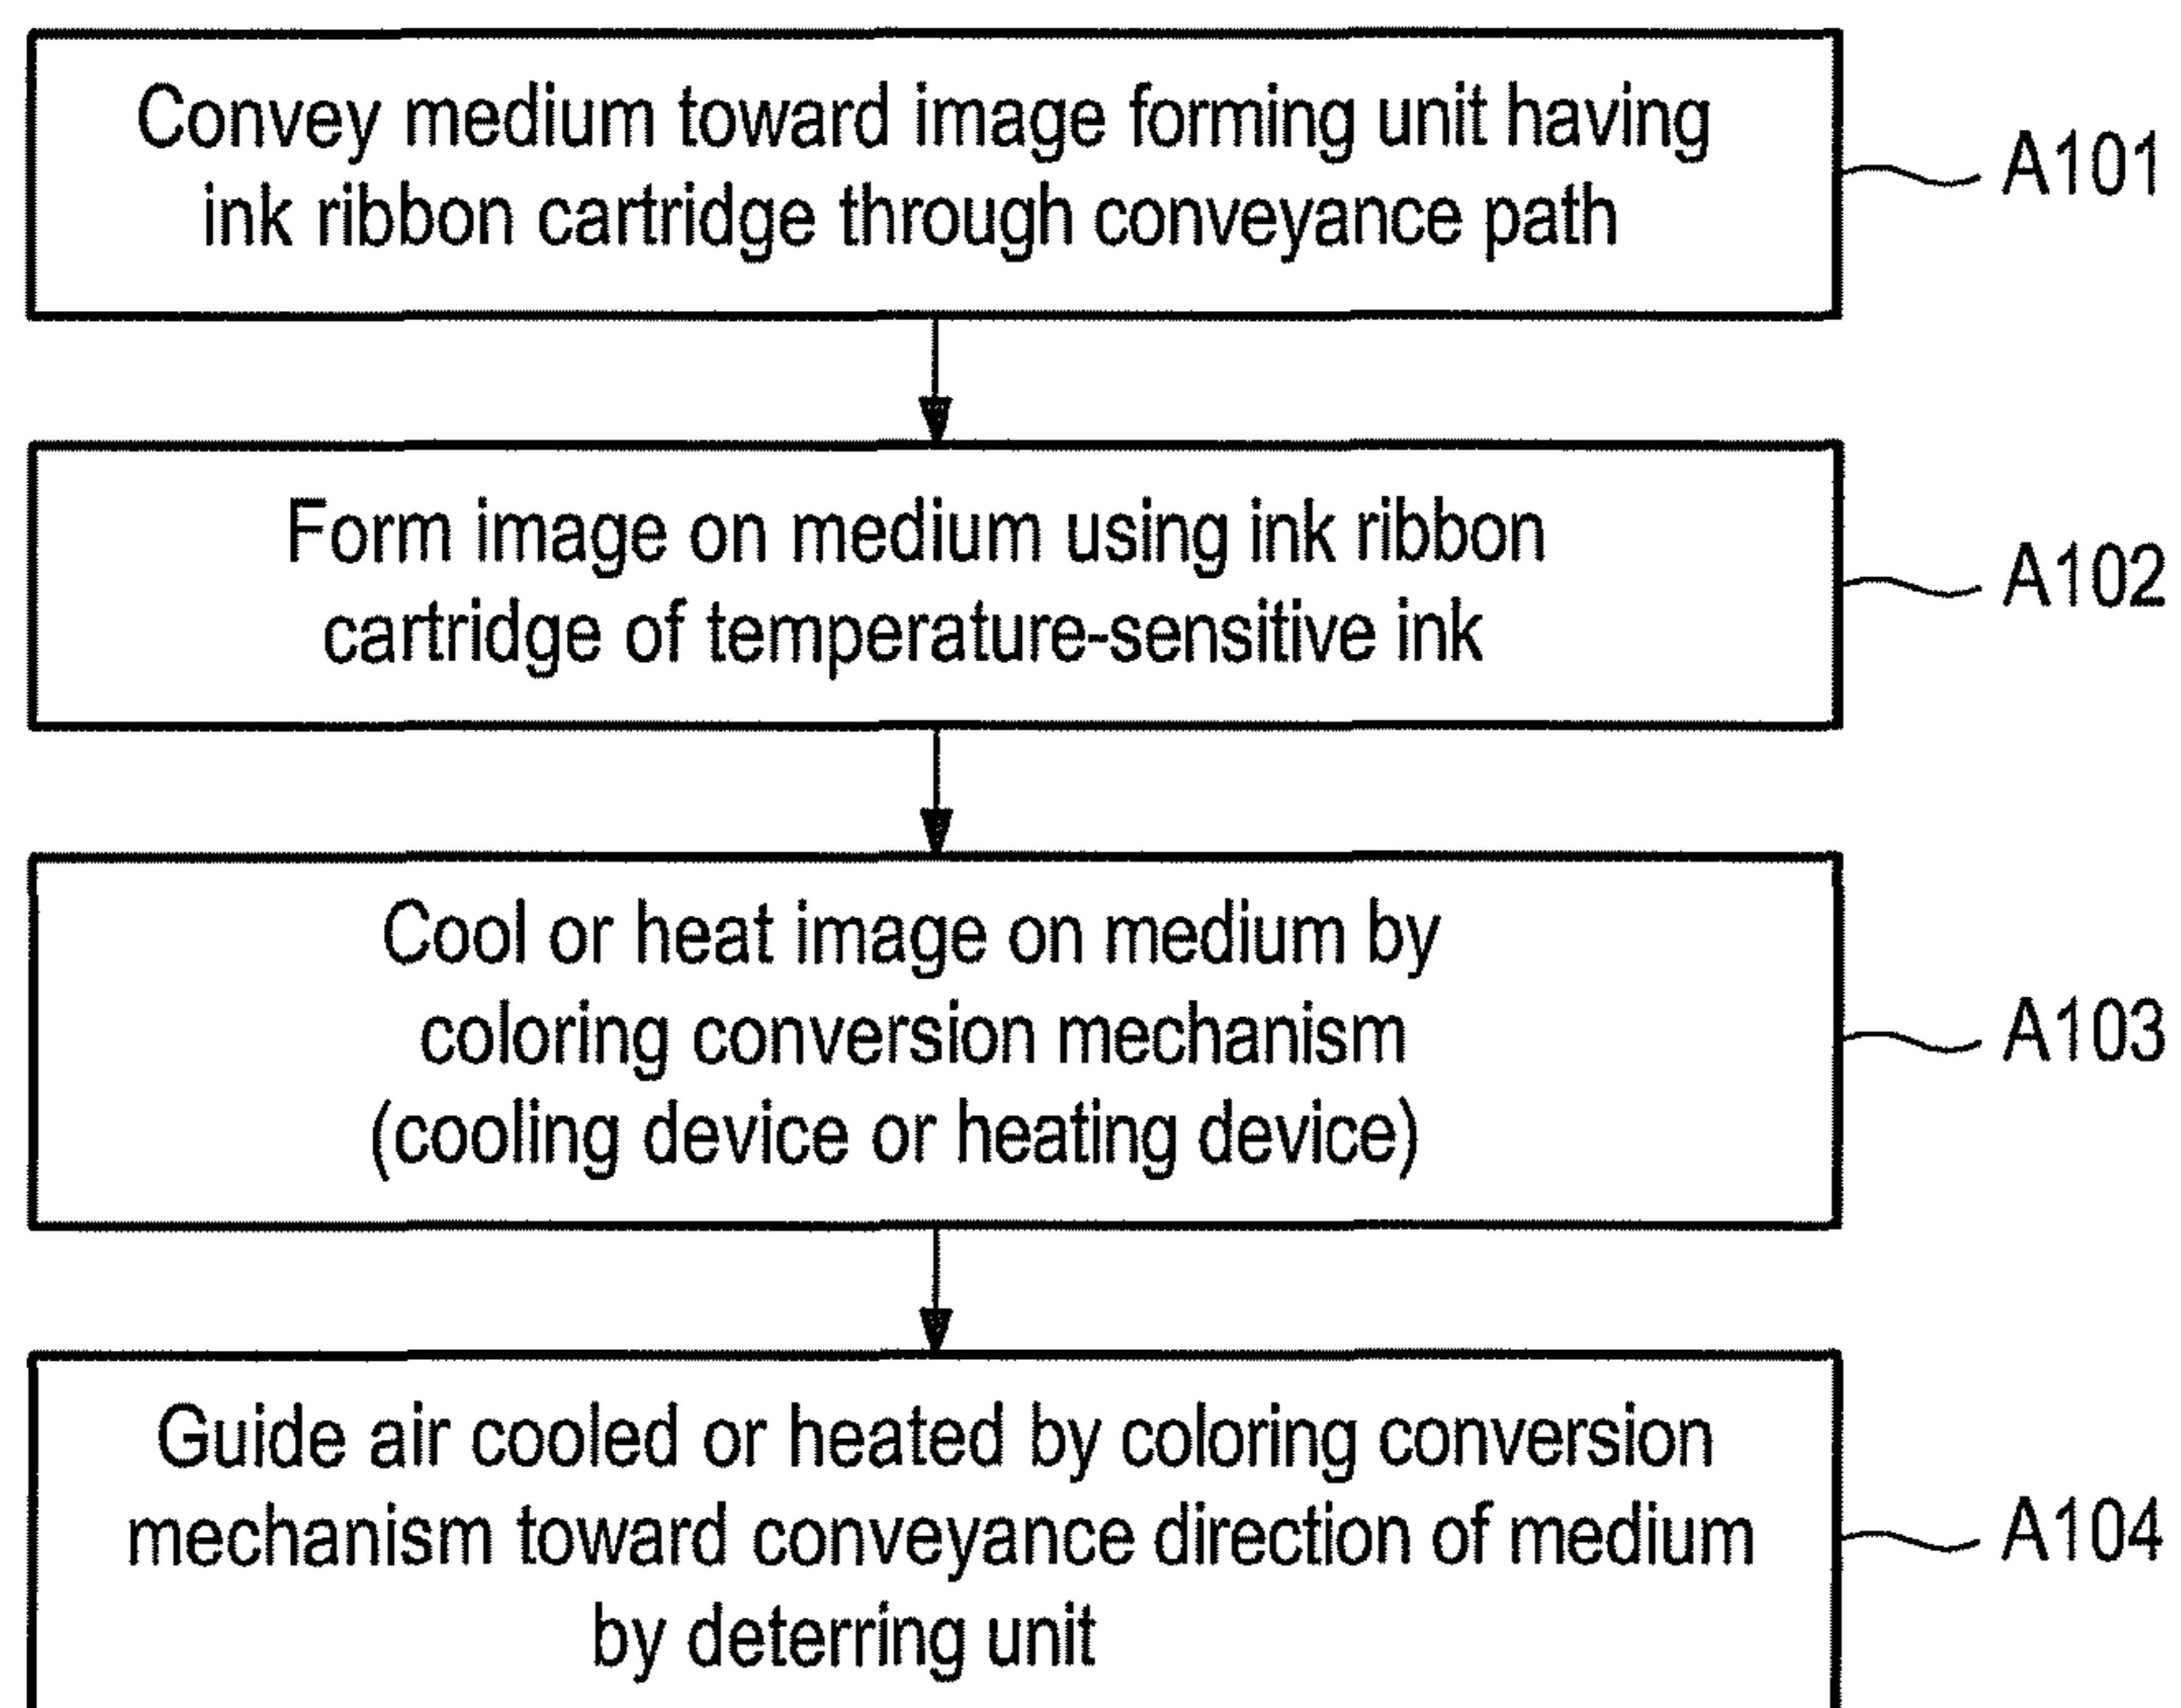 Convey medium toward image forming unit having
ink ribbon cartridge through conveyance path
A101
Form image on medium using ink ribbon
cartridge of temperature-sensitive ink
A102
Cool or heat image on medium by
coloring conversion mechanism
(cooling device or heating device)
A103
Guide air cooled or heated by coloring conversion
mechanism toward conveyance direction of medium
by deterring unit
A104